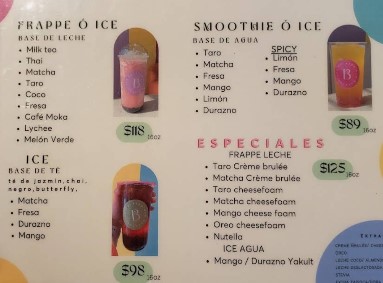 FRAPPE Ò ICE
BASE DE LECHE
• Milk tea
• Thai
• Matcha
• Taro
• Coco
• Fresa
• Café Moka
• Lychee
• Melón Verde
$118 16oz
ICE
BASE DE TÉ
té de jazmín,chai,
negro,butterfly,
• Matcha
• Fresa
• Durazno
• Mango
$98 16oz
SMOOTHIE Ò ICE
BASE DE AGUA
• Taro
• Matcha
• Fresa
• Mango
• Limón
• Durazno
SPICY
• Limón
• Fresa
• Mango
• Durazno
B
$89 16oz
ESPECIALES
FRAPPE LECHE
$125 16oz
• Taro Crème brulée
• Matcha Crème brulée
• Taro cheesefoam
• Matcha cheesefoam
• Mango cheese foam
• Oreo cheesefoam
• Nutella
ICE AGUA
• Mango / Durazno Yakult
EXTRA
CREME BRULEE/
OREO